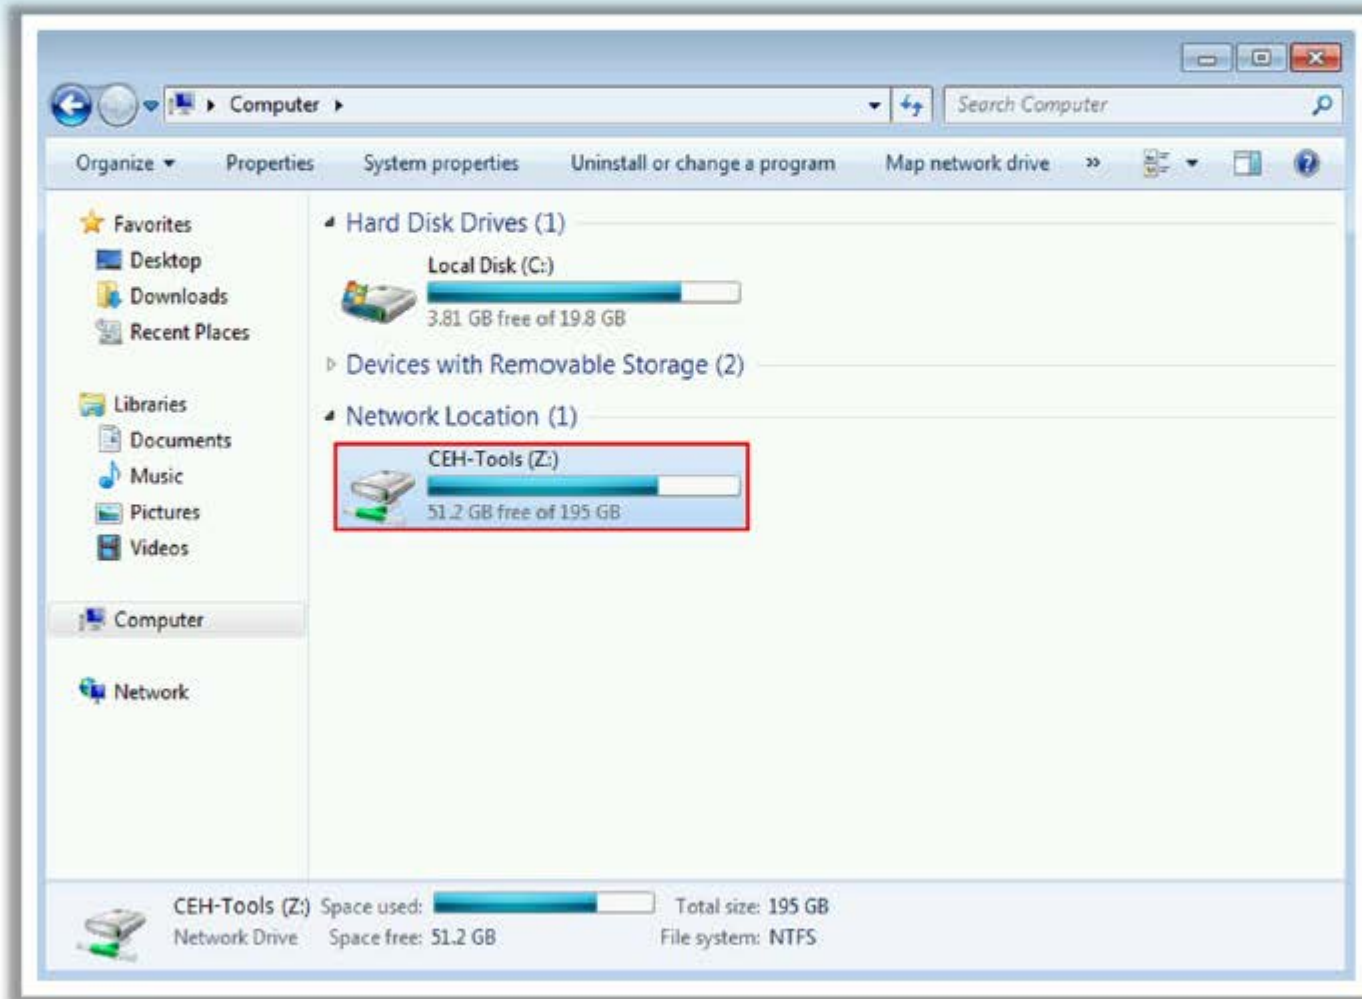 Computer
Search Computer
Organize Properties System properties Uninstall or change a program Map network drive »
Favorites
Desktop
Downloads
Recent Places
Libraries
Documents
Music
Pictures
Videos
Computer
Network
Hard Disk Drives (1)
Local Disk (C:)
3.81 GB free of 19.8 GB
Devices with Removable Storage (2)
Network Location (1)
CEH-Tools (Z:)
51.2 GB free of 195 GB
CEH-Tools (Z:) Space used: Total size: 195 GB
Network Drive Space free: 51.2 GB File system: NTFS